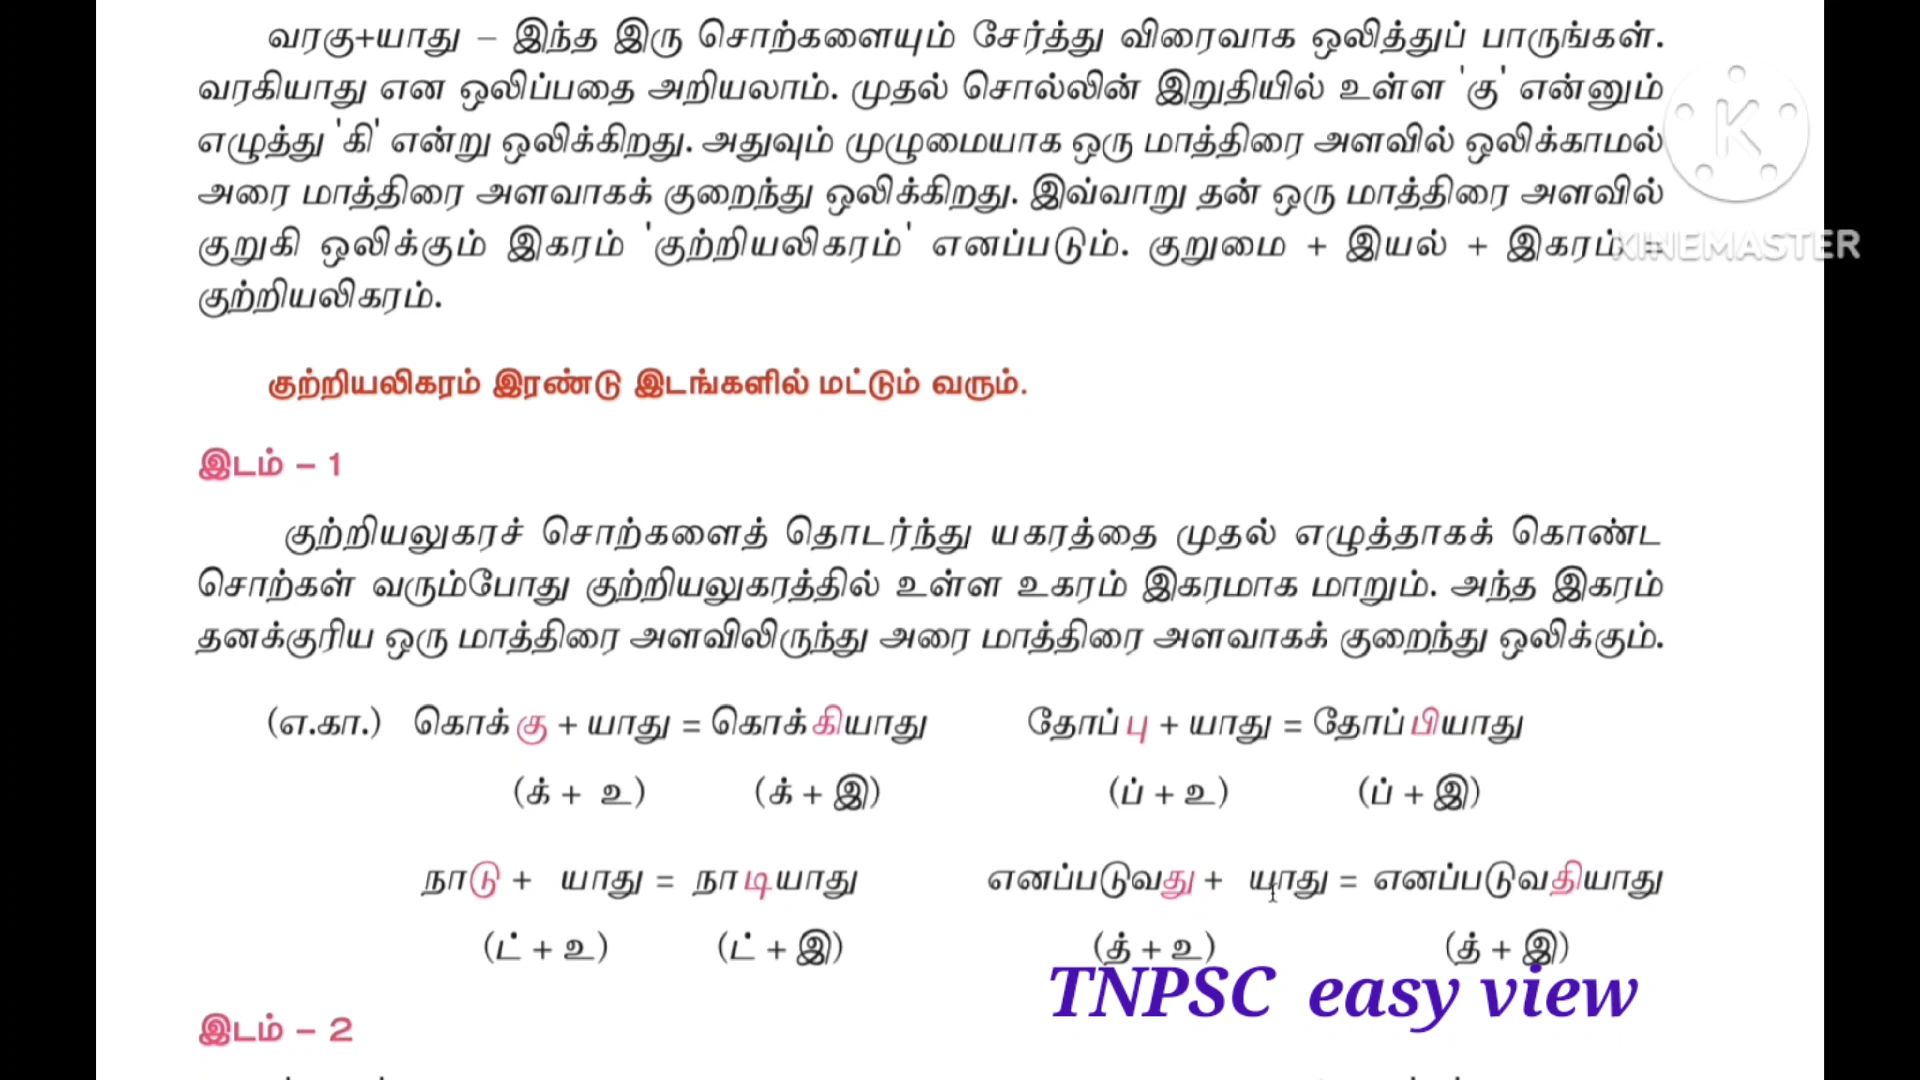 வரகு+யாது – இந்த இரு சொற்களையும் சேர்த்து விரைவாக ஒலித்துப் பாருங்கள்.
வரகியாது என ஒலிப்பதை அறியலாம். முதல் சொல்லின் இறுதியில் உள்ள 'கு' என்னும்
எழுத்து 'கி' என்று ஒலிக்கிறது. அதுவும் முழுமையாக ஒரு மாத்திரை அளவில் ஒலிக்காமல்
அரை மாத்திரை அளவாகக் குறைந்து ஒலிக்கிறது. இவ்வாறு தன் ஒரு மாத்திரை அளவில்
குறுகி ஒலிக்கும் இகரம் 'குற்றியலிகரம்' எனப்படும். குறுமை + இயல் + இகரம் =
குற்றியலிகரம்.
K
KINEMASTER
குற்றியலிகரம் இரண்டு இடங்களில் மட்டும் வரும்.
இடம் – 1
குற்றியலுகரச் சொற்களைத் தொடர்ந்து யகரத்தை முதல் எழுத்தாகக் கொண்ட
சொற்கள் வரும்போது குற்றியலுகரத்தில் உள்ள உகரம் இகரமாக மாறும். அந்த இகரம்
தனக்குரிய ஒரு மாத்திரை அளவிலிருந்து அரை மாத்திரை அளவாகக் குறைந்து ஒலிக்கும்.
(எ.கா.) கொக்கு + யாது = கொக்கியாது தோப்பு + யாது = தோப்பியாது
(க் + உ) (க் + இ) (ப் + உ) (ப் + இ)
நாடு + யாது = நாடியாது எனப்படுவது + யாது = எனப்படுவதியாது
(ட் + உ) (ட் + இ) (த் + உ) (த் + இ)
TNPSC easy view
இடம் – 2